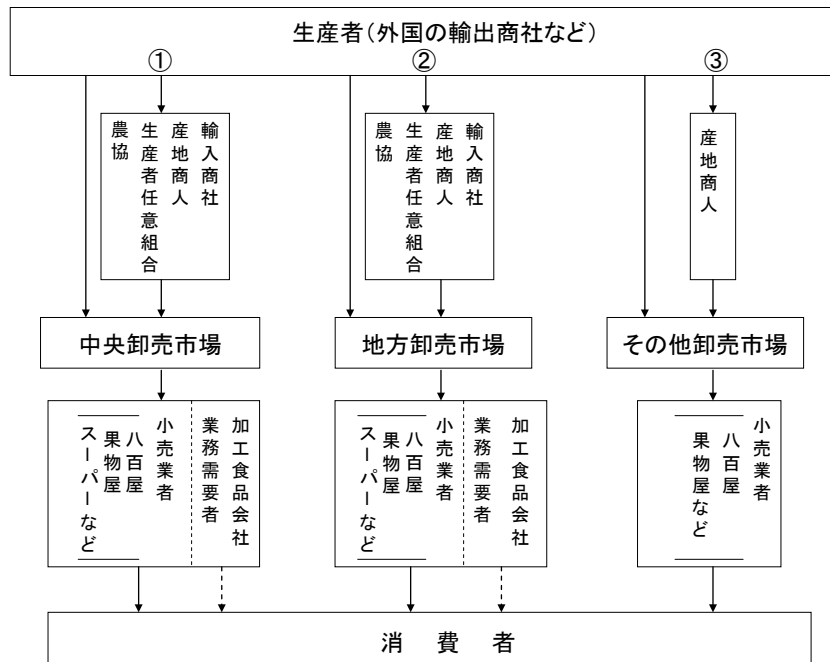 生産者(外国の輸出商社など)
①
②
③
輸入商社
産地商人
生産者任意組合
農協
輸入商社
産地商人
生産者任意組合
農協
産地商人
中央卸売市場
地方卸売市場
その他卸売市場
加工食品会社
業務需要者
小売業者
八百屋
果物屋
スーパーなど
加工食品会社
業務需要者
小売業者
八百屋
果物屋
スーパーなど
小売業者
八百屋
果物屋など
消費者